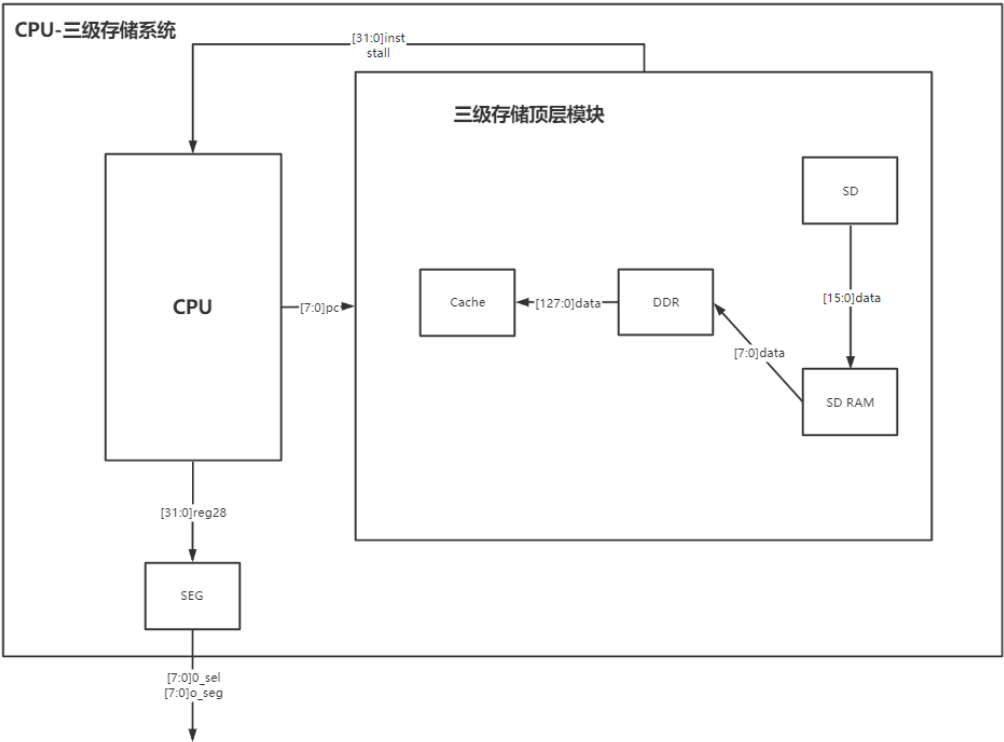 CPU-三级存储系统
[31:0]inst
stall
三级存储顶层模块
SD
CPU
[7:0]pc
Cache
[127:0]data
DDR
[15:0]data
[7:0]data
SD RAM
[31:0]reg28
SEG
[7:0]0_sel
[7:0]o_seg